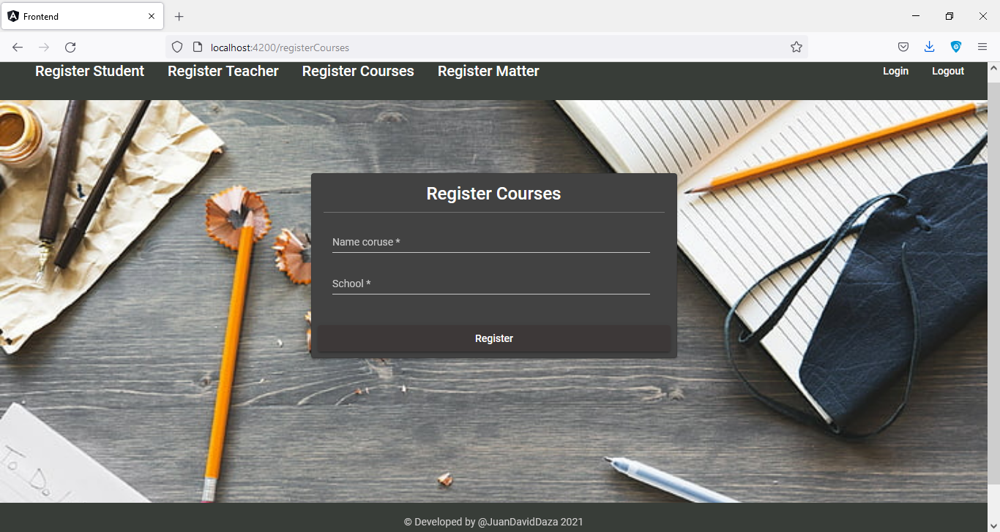 Frontend
localhost:4200/registerCourses
Register Student Register Teacher Register Courses Register Matter Login Logout
Register Courses
Name coruse *
School *
Register
To Do
© Developed by @JuanDavidDaza 2021